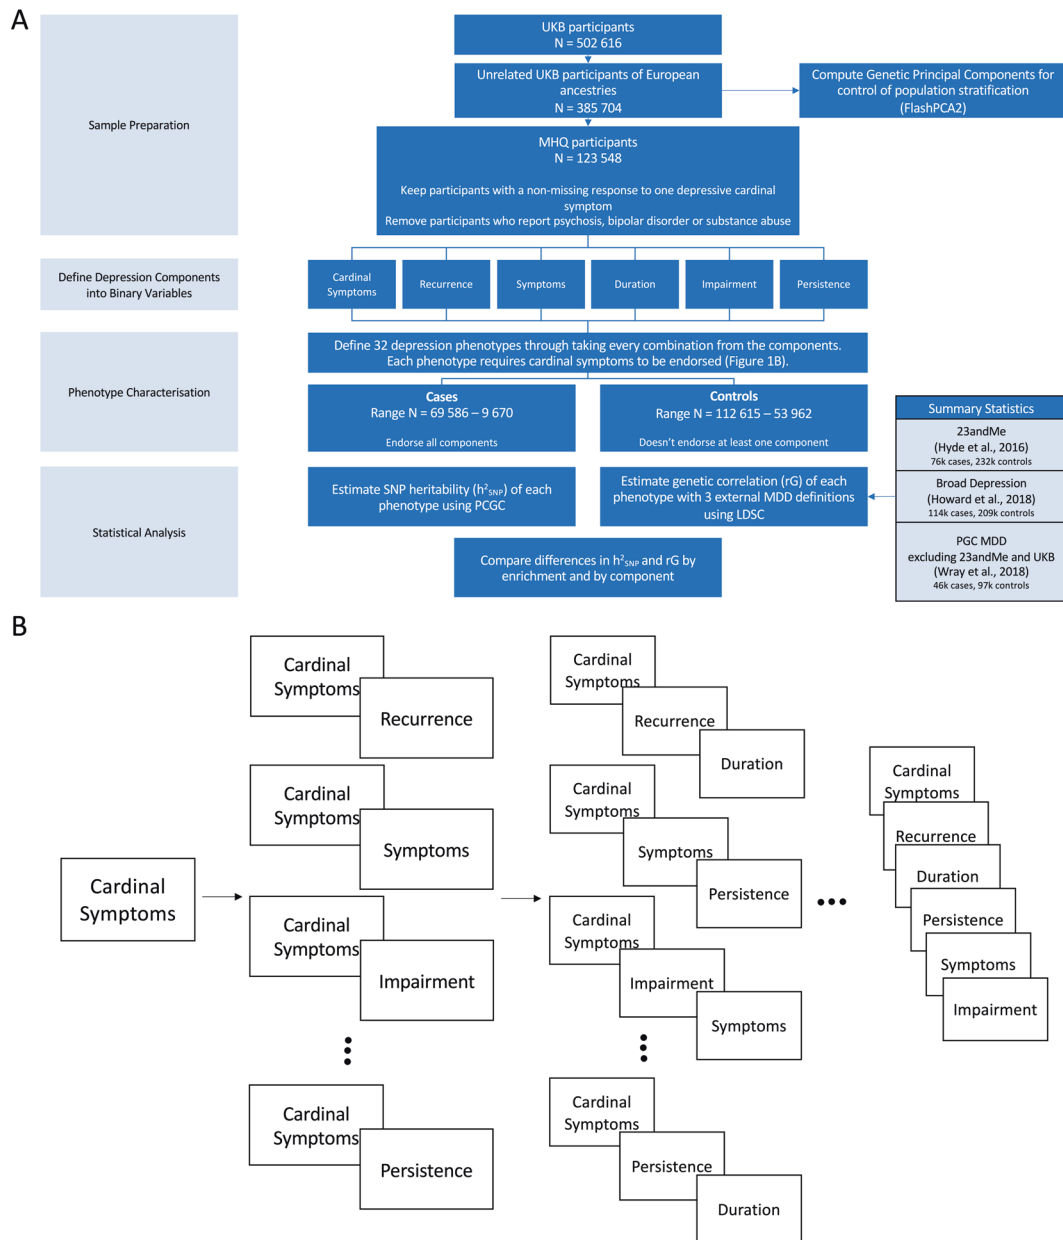 A
Sample Preparation
UKB participants
N = 502 616
Unrelated UKB participants of European
ancestries
N = 385 704
Compute Genetic Principal Components for
control of population stratification
(FlashPCA2)
MHQ participants
N = 123 548
Keep participants with a non-missing response to one depressive cardinal
symptom
Remove participants who report psychosis, bipolar disorder or substance abuse
Define Depression Components
into Binary Variables
Cardinal
Symptoms
Recurrence
Symptoms
Duration
Impairment
Persistence
Phenotype Characterisation
Define 32 depression phenotypes through taking every combination from the components.
Each phenotype requires cardinal symptoms to be endorsed (Figure 1B).
Cases
Range N = 69 586 – 9 670
Endorse all components
Controls
Range N = 112 615 – 53 962
Doesn't endorse at least one component
Summary Statistics
23andMe
(Hyde et al., 2016)
76k cases, 232k controls
Broad Depression
(Howard et al., 2018)
114k cases, 209k controls
PGC MDD
excluding 23andMe and UKB
(Wray et al., 2018)
46k cases, 97k controls
Statistical Analysis
Estimate SNP heritability (h²SNP) of each
phenotype using PCGC
Estimate genetic correlation (rG) of each
phenotype with 3 external MDD definitions
using LDSC
Compare differences in h²SNP and rG by
enrichment and by component
B
Cardinal
Symptoms
Cardinal
Symptoms
Recurrence
Cardinal
Symptoms
Symptoms
Cardinal
Symptoms
Impairment
Cardinal
Symptoms
Persistence
Cardinal
Symptoms
Recurrence
Duration
Cardinal
Symptoms
Symptoms
Persistence
Cardinal
Symptoms
Impairment
Symptoms
Cardinal
Symptoms
Persistence
Duration
Cardinal
Symptoms
Recurrence
Duration
Persistence
Symptoms
Impairment